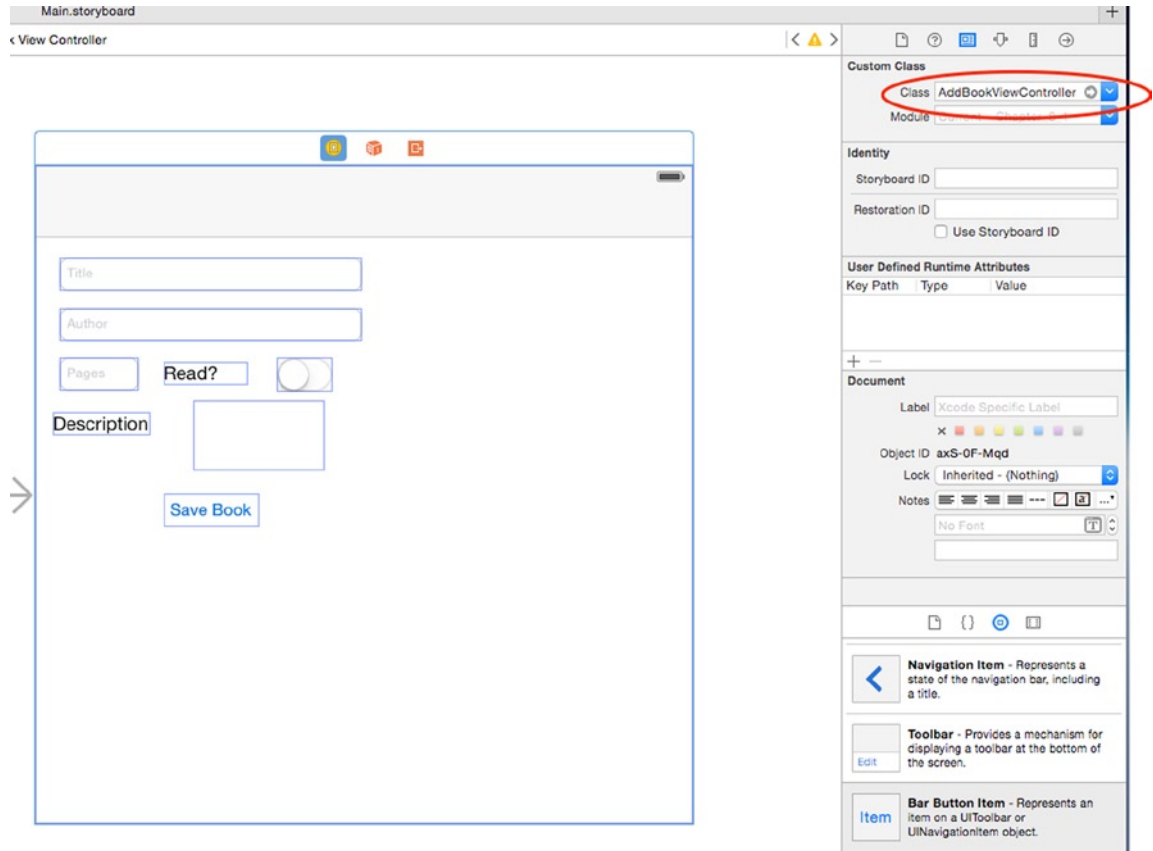 Main.storyboard
View Controller
Custom Class
Class AddBookViewController
Module
Identity
Storyboard ID
Restoration ID
Use Storyboard ID
User Defined Runtime Attributes
Key Path Type Value
Title
Author
Pages Read?
Description
Save Book
Document
Label Xcode Specific Label
Object ID axS-0F-Mqd
Lock Inherited - (Nothing)
Notes
No Font
Navigation Item - Represents a
state of the navigation bar, including
a title.
Edit
Toolbar - Provides a mechanism for
displaying a toolbar at the bottom of
the screen.
Item
Bar Button Item - Represents an
item on a UIToolbar or
UINavigationItem object.